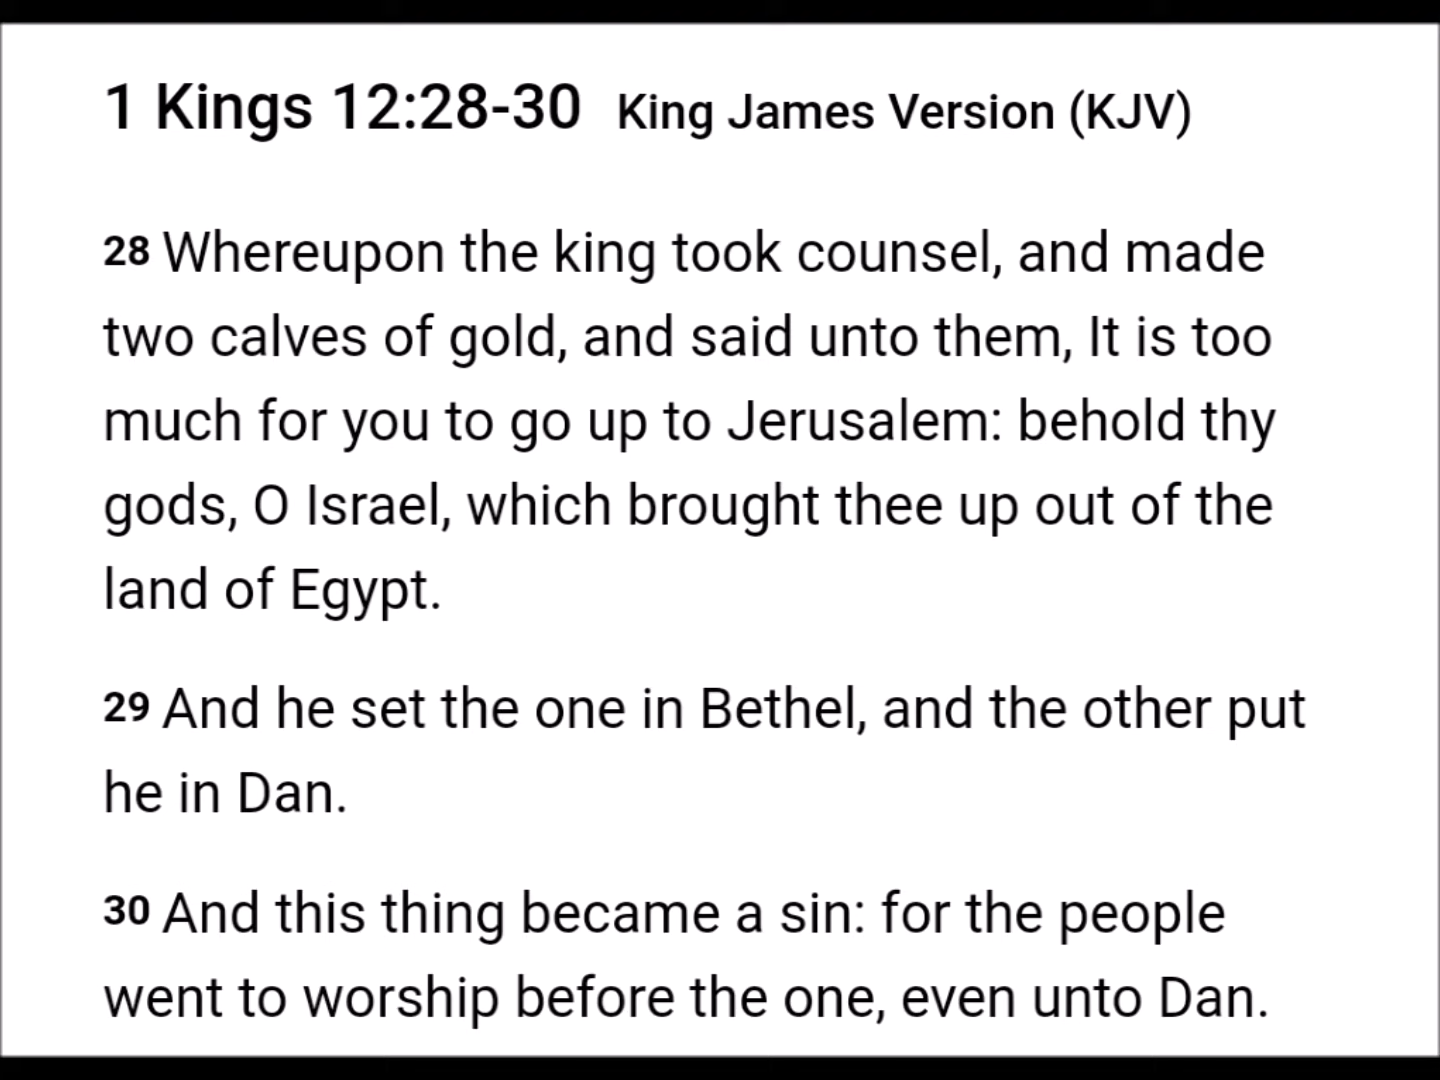 1 Kings 12:28-30 King James Version (KJV)
28 Whereupon the king took counsel, and made
two calves of gold, and said unto them, It is too
much for you to go up to Jerusalem: behold thy
gods, O Israel, which brought thee up out of the
land of Egypt.
29 And he set the one in Bethel, and the other put
he in Dan.
30 And this thing became a sin: for the people
went to worship before the one, even unto Dan.